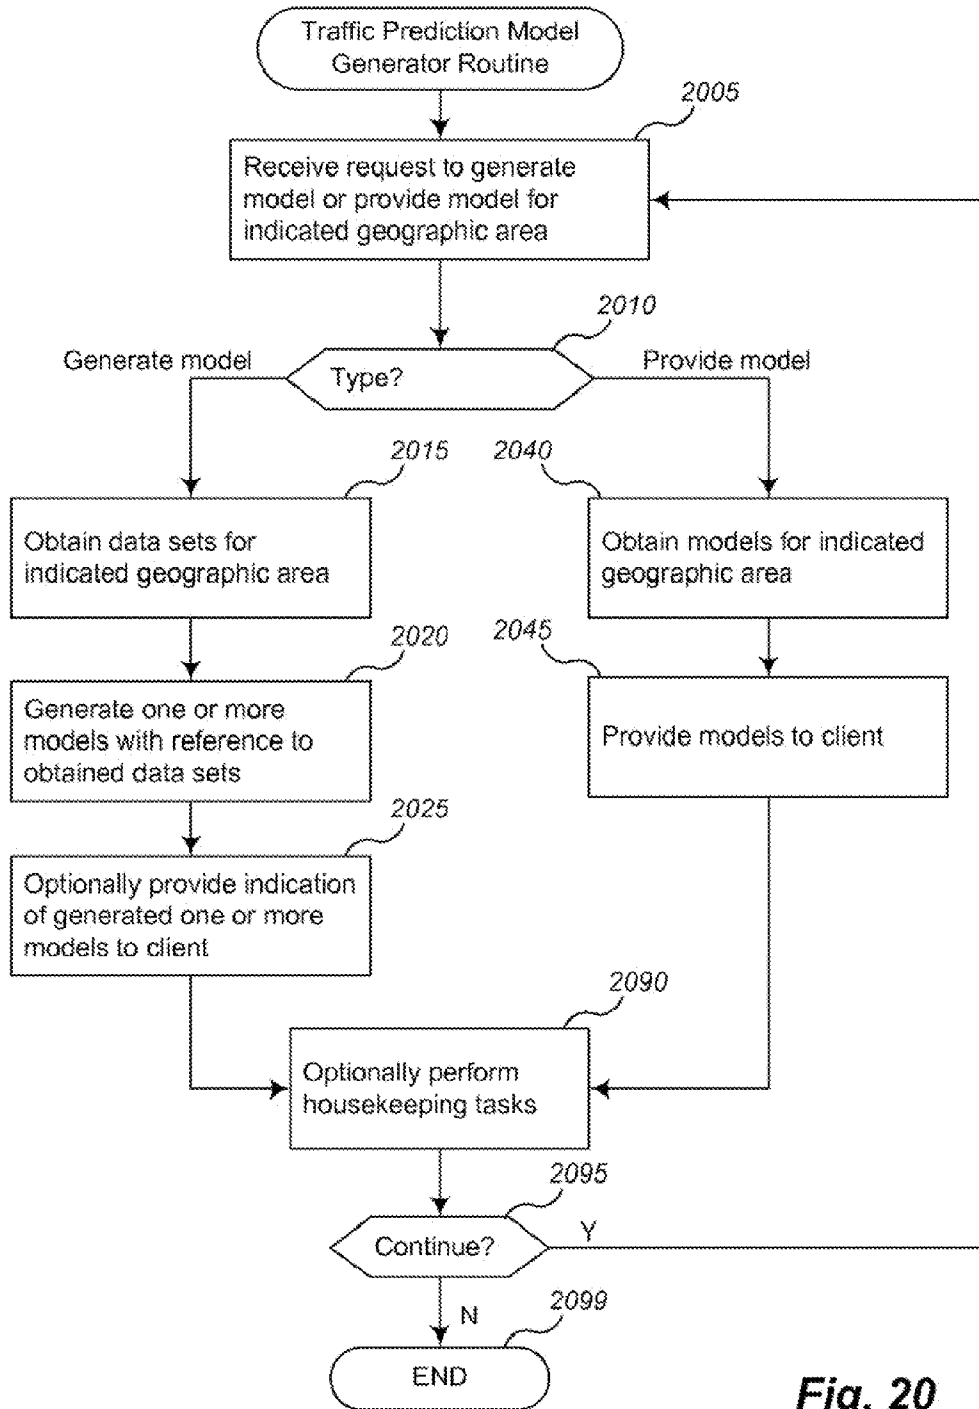 Traffic Prediction Model
Generator Routine
2005
Receive request to generate
model or provide model for
indicated geographic area
2010
Generate model
Type?
Provide model
2015
2040
Obtain data sets for
indicated geographic area
Obtain models for indicated
geographic area
2020
2045
Generate one or more
models with reference to
obtained data sets
Provide models to client
2025
Optionally provide indication
of generated one or more
models to client
2090
Optionally perform
housekeeping tasks
2095
Continue?
Y
N
2099
END
Fig. 20